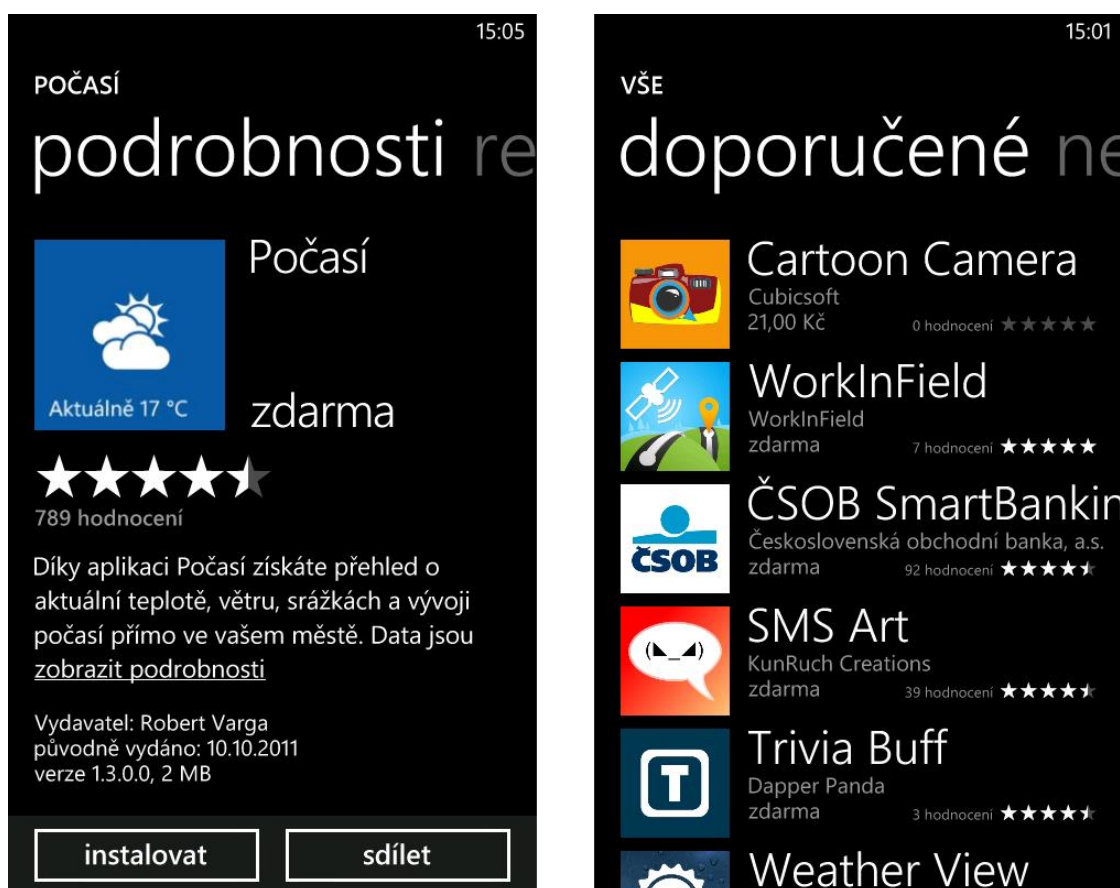 15:05
POČASÍ
podrobnosti re
Počasí
Aktuálně 17 °C
zdarma
789 hodnocení
Díky aplikaci Počasí získáte přehled o
aktuální teplotě, větru, srážkách a vývoji
počasí přímo ve vašem městě. Data jsou
zobrazit podrobnosti
Vydavatel: Robert Varga
původně vydáno: 10.10.2011
verze 1.3.0.0, 2 MB
instalovat
sdílet
15:01
VŠE
doporučené ne
Cartoon Camera
Cubicsoft
21,00 Kč 0 hodnocení
WorkInField
WorkInField
zdarma 7 hodnocení
ČSOB
ČSOB SmartBankin
Československá obchodní banka, a.s.
zdarma 92 hodnocení
SMS Art
KunRuch Creations
zdarma 39 hodnocení
T
Trivia Buff
Dapper Panda
zdarma 3 hodnocení
Weather View